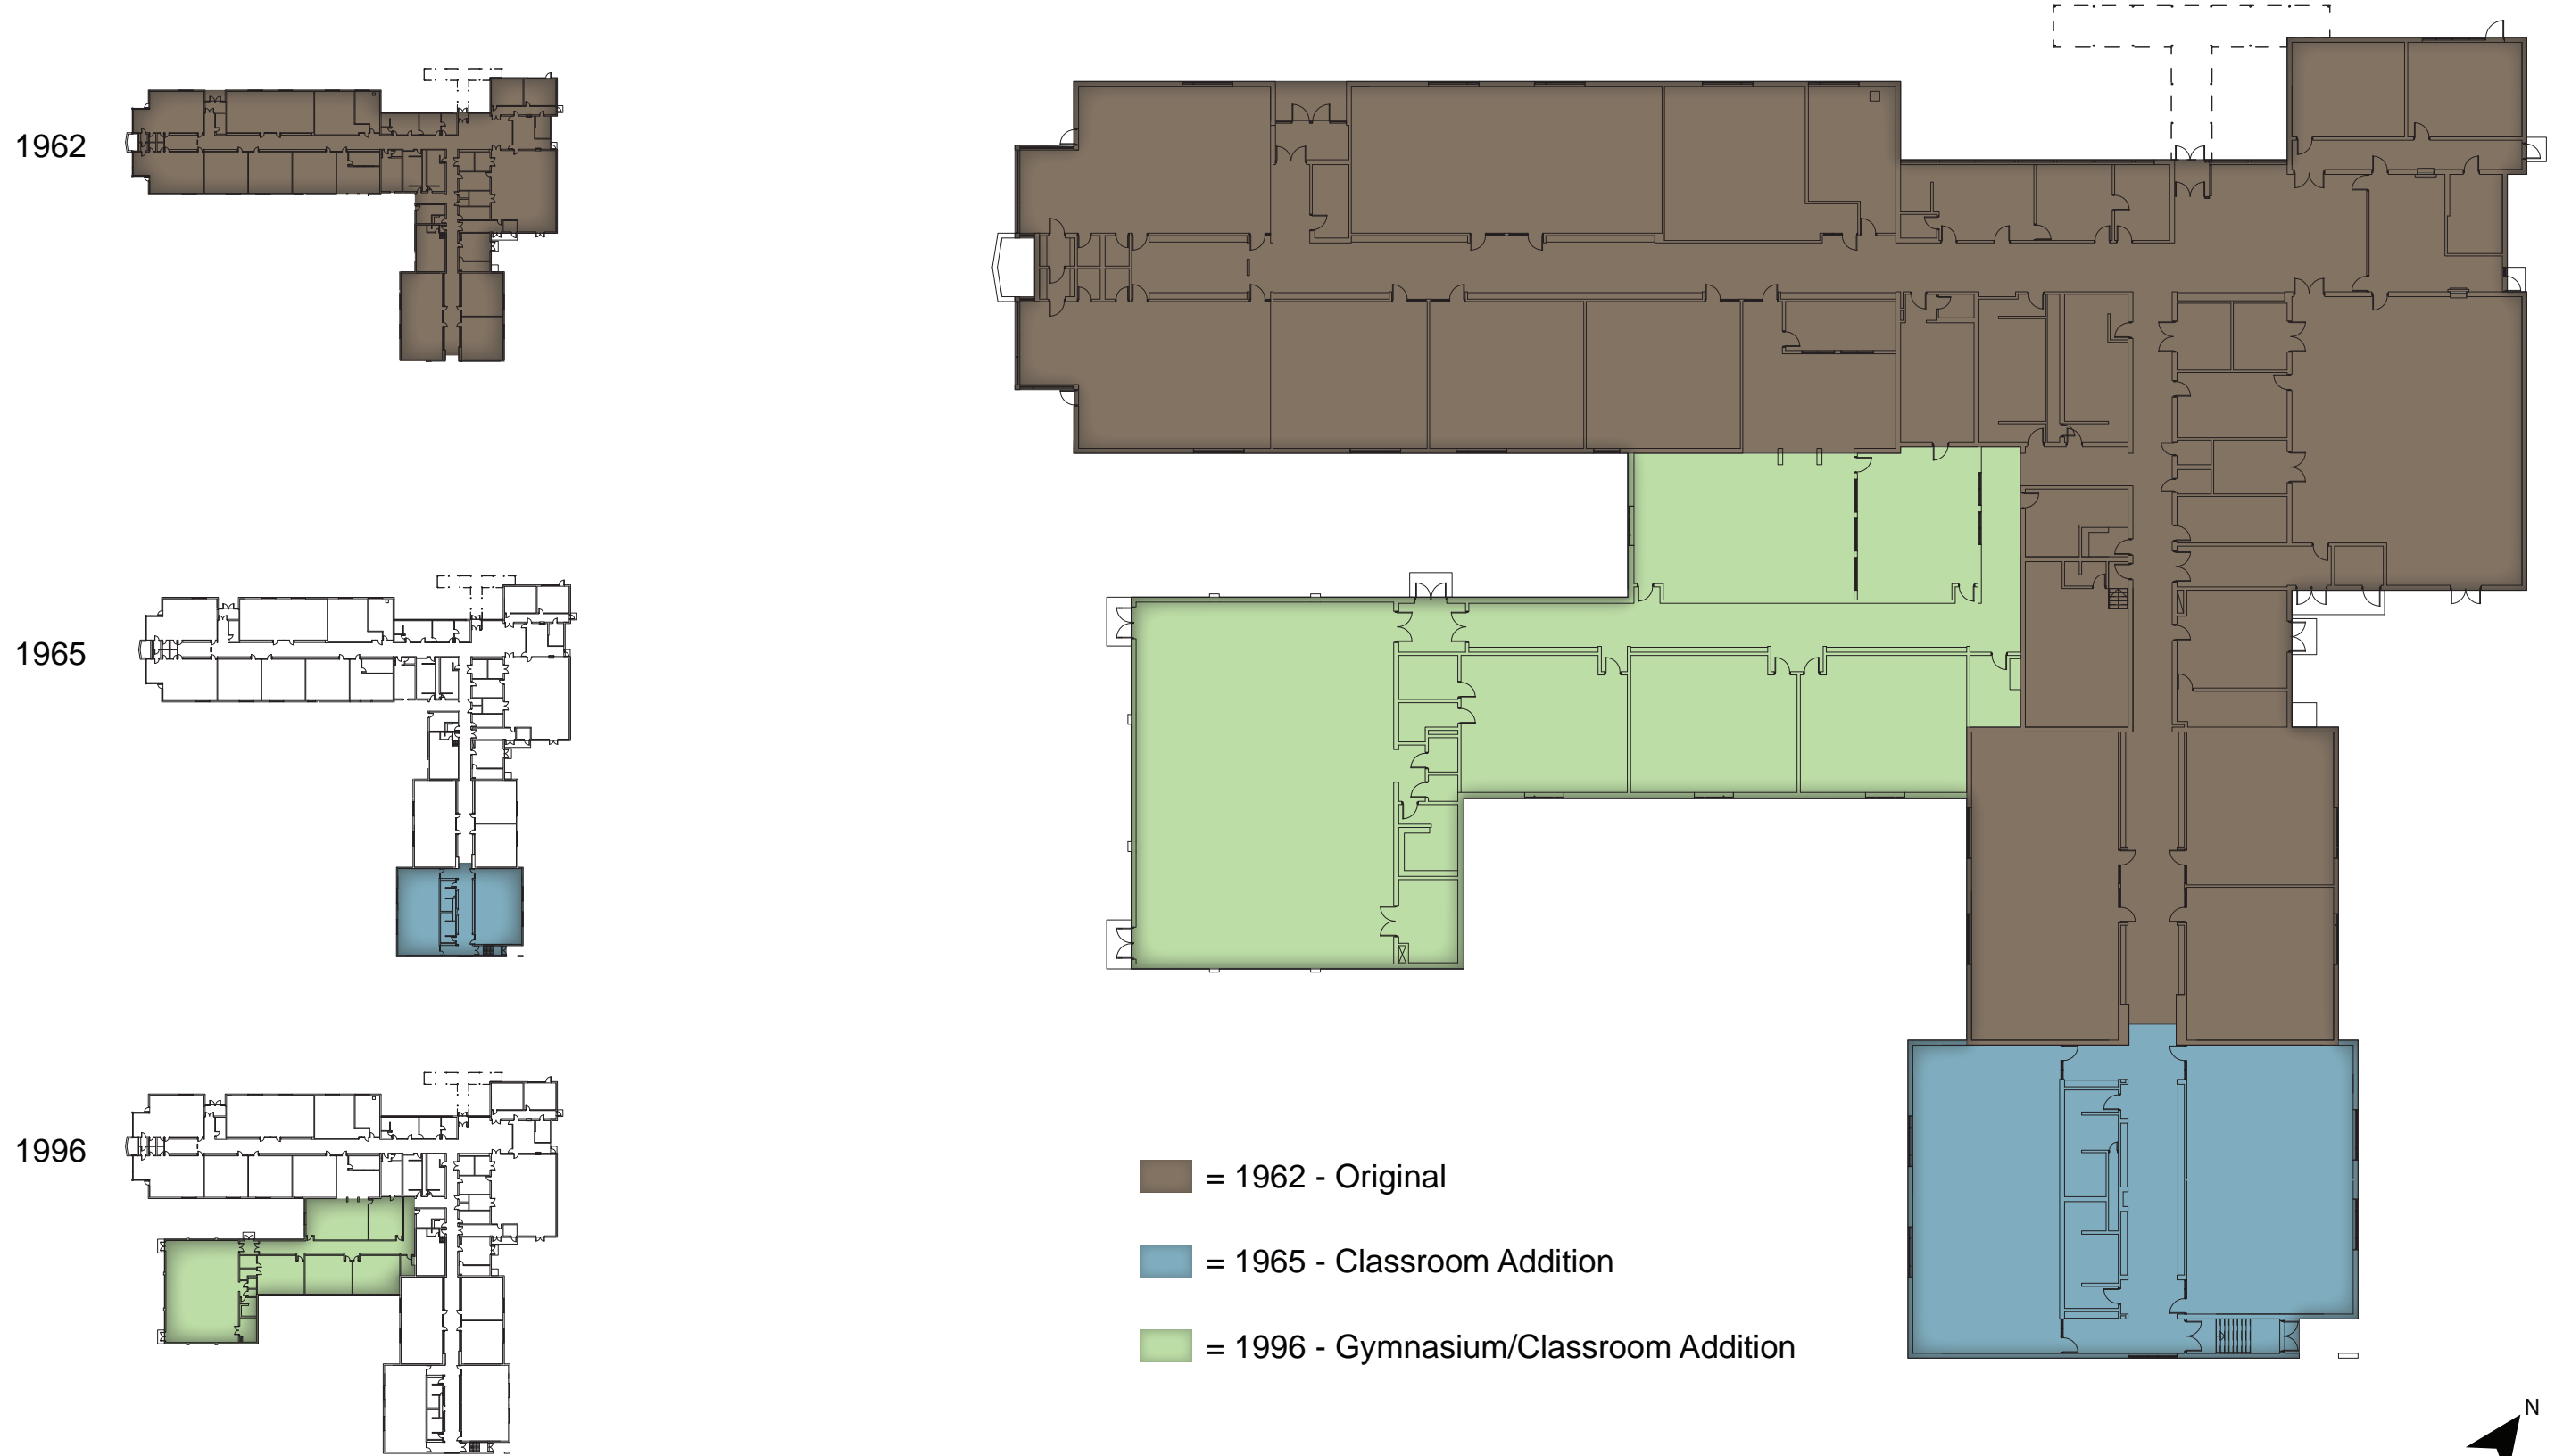 1962
1965
1996
= 1962 - Original
= 1965 - Classroom Addition
= 1996 - Gymnasium/Classroom Addition
N